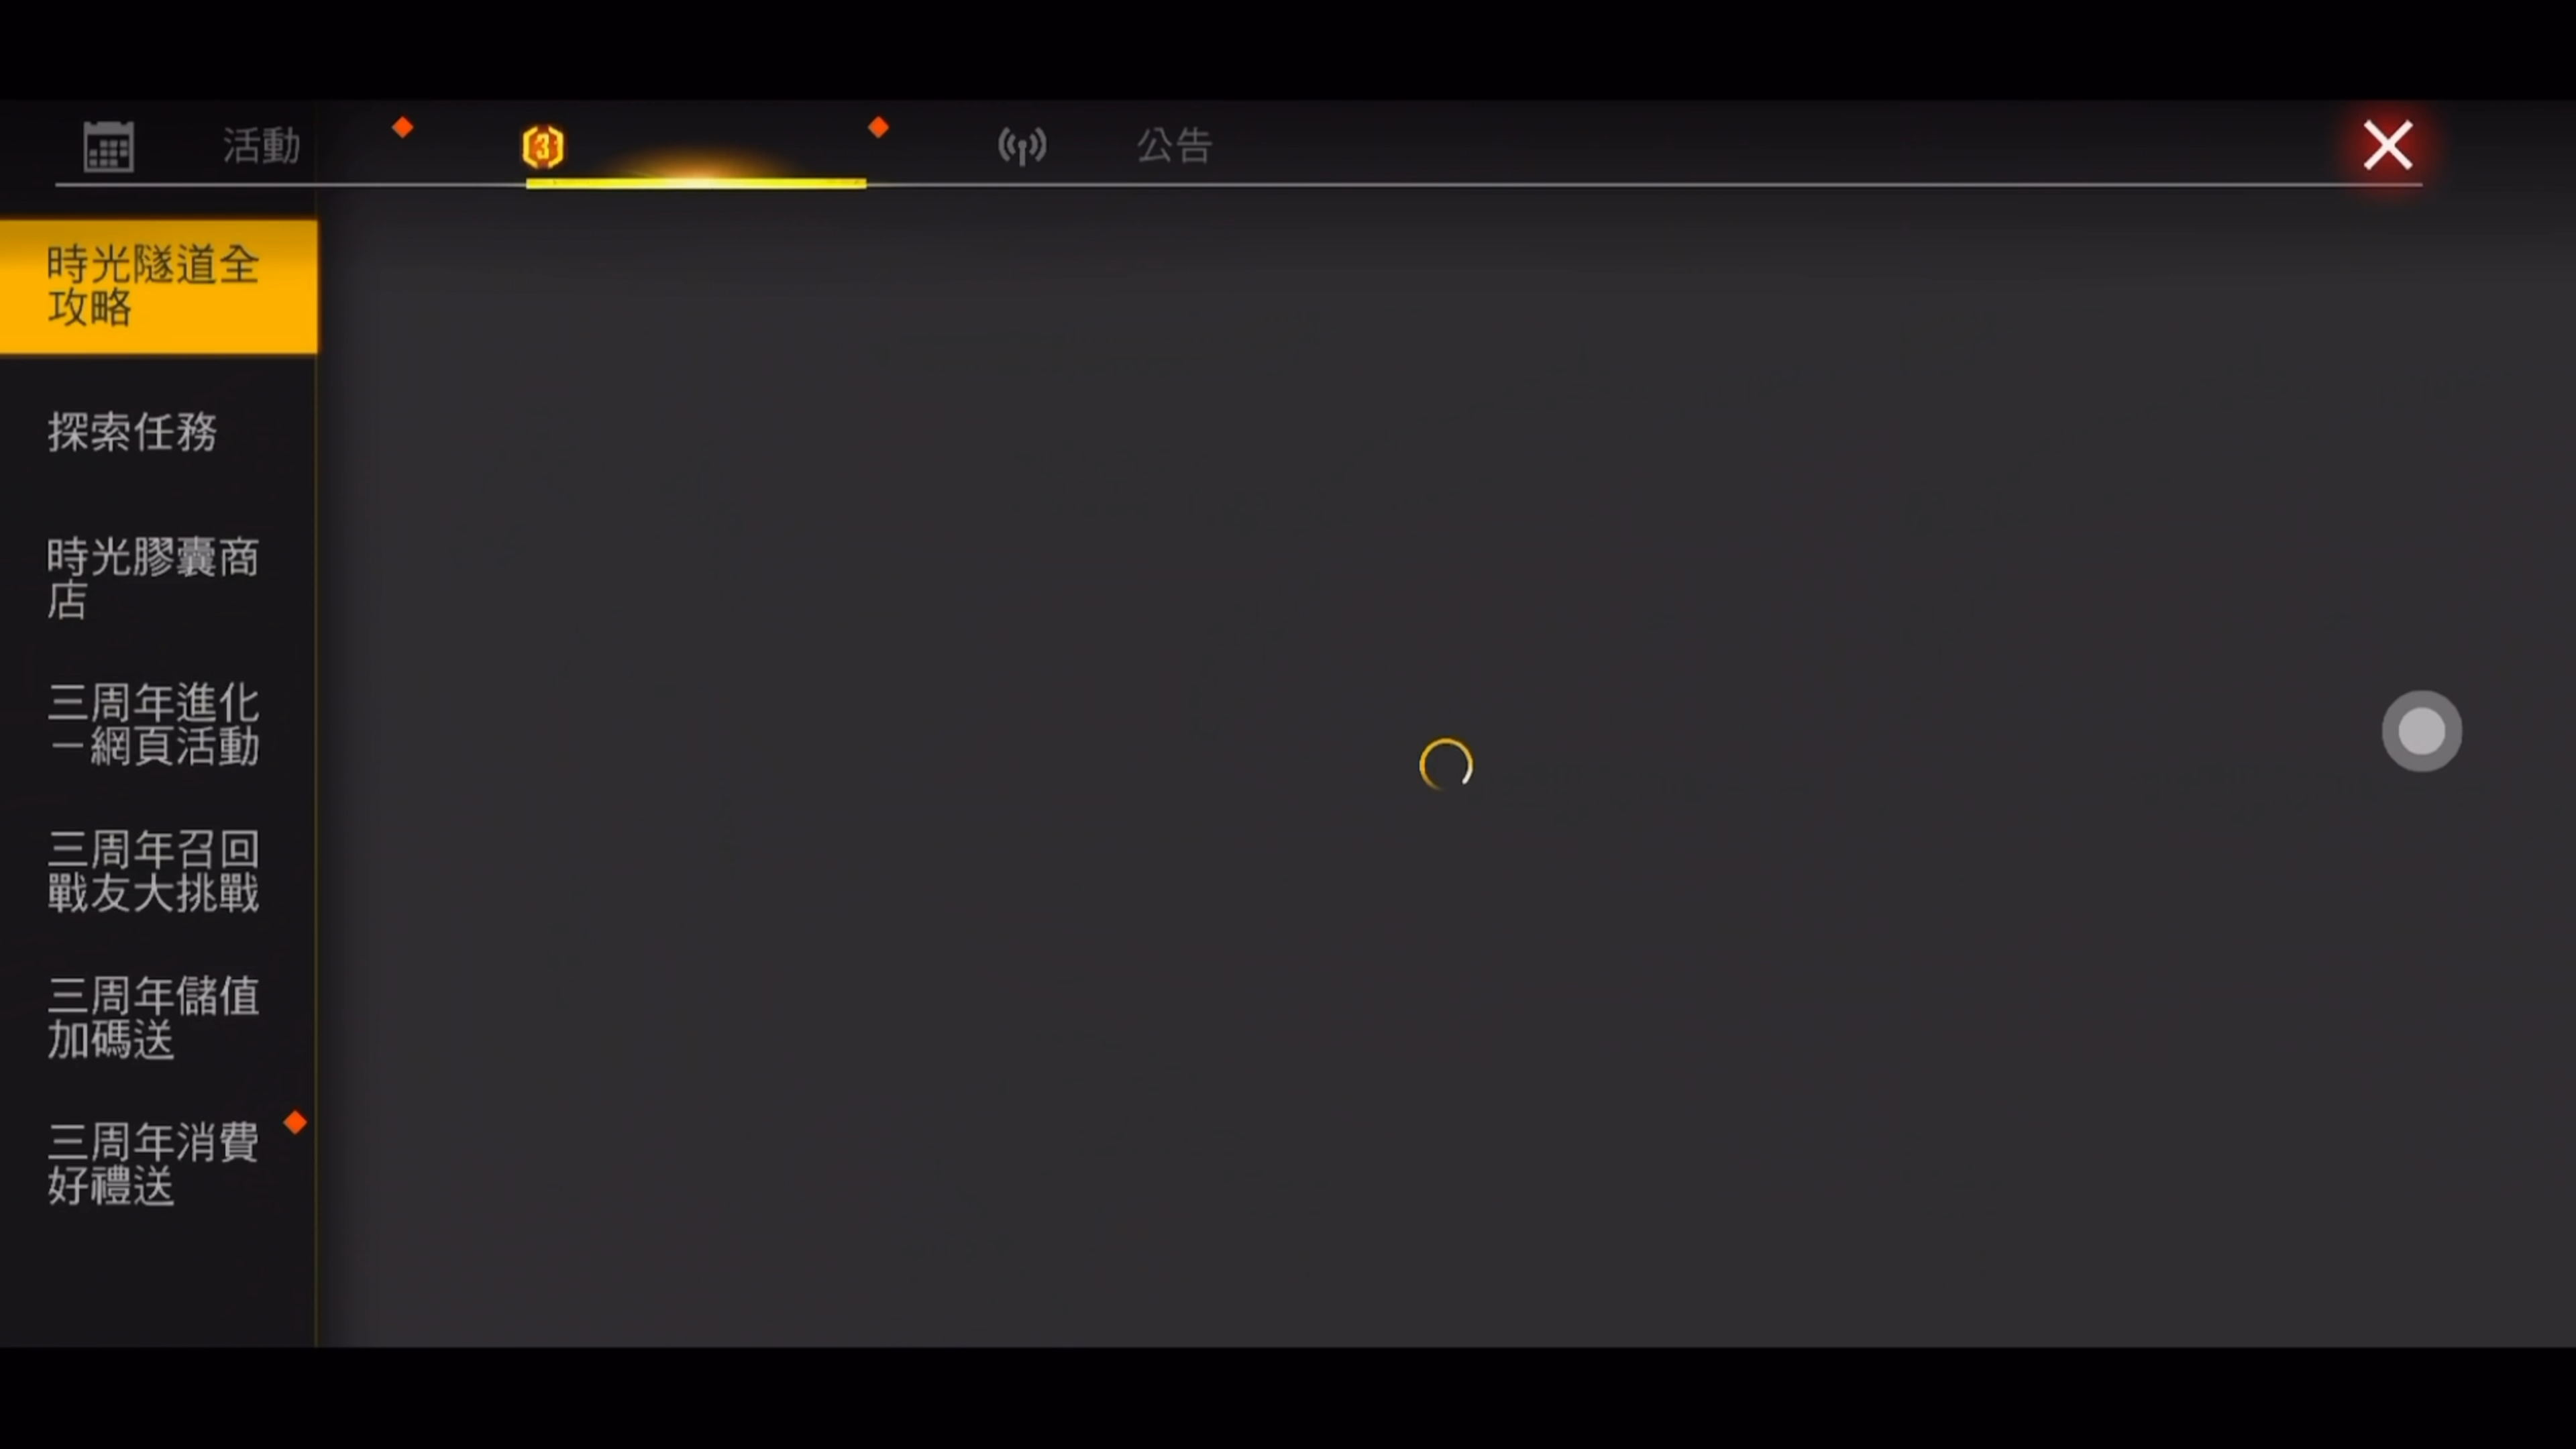 活動
3
公告
時光隧道全
攻略
探索任務
時光膠囊商
店
三周年進化
－網頁活動
三周年召回
戰友大挑戰
三周年儲值
加碼送
三周年消費
好禮送